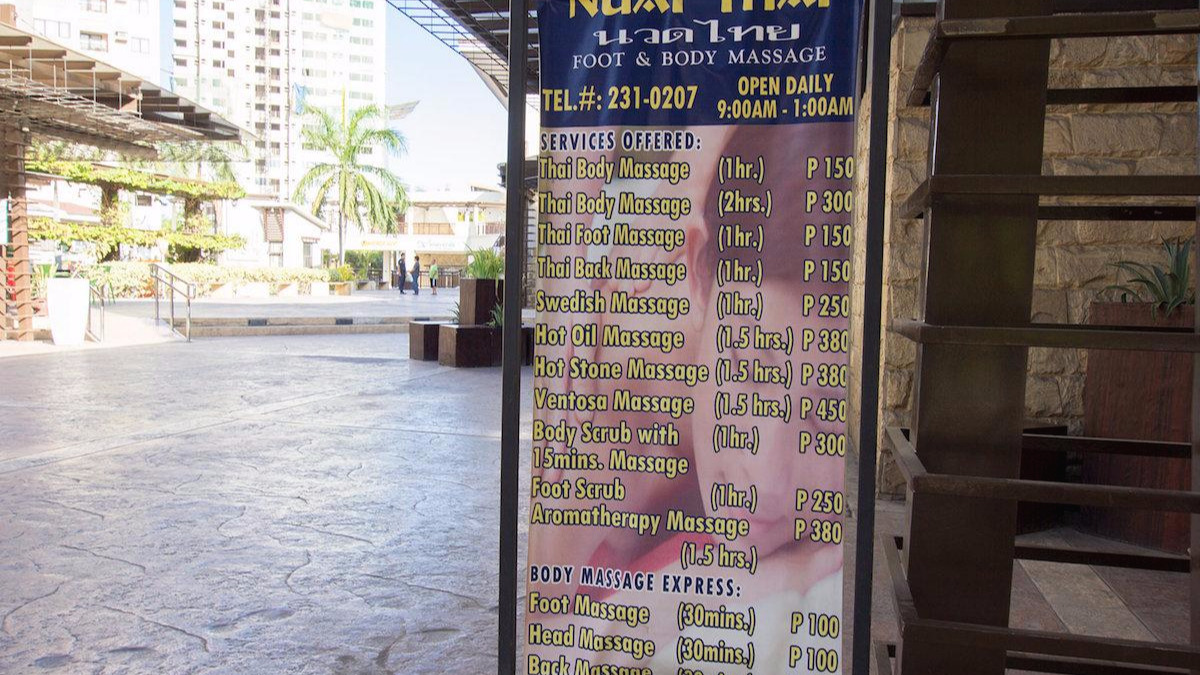 NUAT THAI
นวดไทย
FOOT & BODY MASSAGE
TEL.#: 231-0207
OPEN DAILY
9:00AM - 1:00AM
SERVICES OFFERED:
Thai Body Massage (1hr.) P 150
Thai Body Massage (2hrs.) P 300
Thai Foot Massage (1hr.) P 150
Thai Back Massage (1hr.) P 150
Swedish Massage (1hr.) P 250
Hot Oil Massage (1.5 hrs.) P 380
Hot Stone Massage (1.5 hrs.) P 380
Ventosa Massage (1.5 hrs.) P 450
Body Scrub with (1hr.) P 300
15mins. Massage
Foot Scrub (1hr.) P 250
Aromatherapy Massage P 380
(1.5 hrs.)
BODY MASSAGE EXPRESS:
Foot Massage (30mins.) P 100
Head Massage (30mins.) P 100
Back Massage